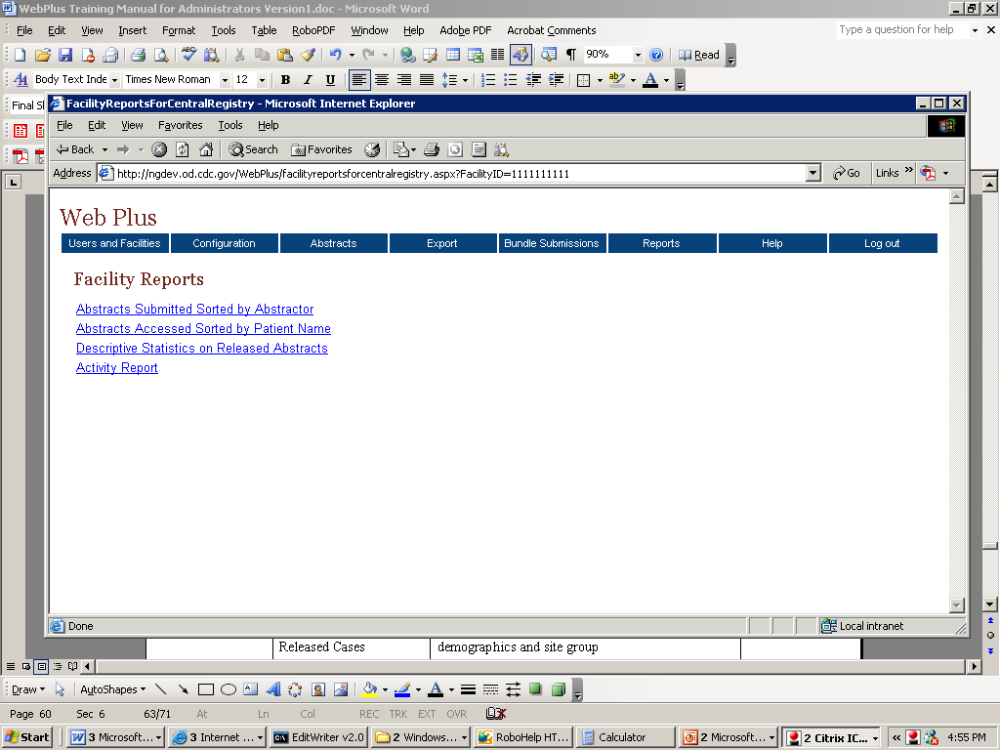 WebPlus Training Manual for Administrators Version1.doc - Microsoft Word
File Edit View Insert Format Tools Table RoboPDF Window Help Adobe PDF Acrobat Comments Type a question for help
90% Read
Body Text Inde Times New Roman 12 B I U
Final Sh
FacilityReportsForCentralRegistry - Microsoft Internet Explorer
File Edit View Favorites Tools Help
Back Search Favorites
Address http://ngdev.od.cdc.gov/WebPlus/facilityreportsforcentralregistry.aspx?FacilityID=1111111111 Go Links »
Web Plus
Users and Facilities Configuration Abstracts Export Bundle Submissions Reports Help Log out
Facility Reports
Abstracts Submitted Sorted by Abstractor
Abstracts Accessed Sorted by Patient Name
Descriptive Statistics on Released Abstracts
Activity Report
Done Local intranet
Released Cases demographics and site group
Draw AutoShapes
Page 60 Sec 6 63/71 At Ln Col REC TRK EXT OVR
Start 3 Microsoft... 3 Internet ... EditWriter v2.0 2 Windows... RoboHelp HT... Calculator 2 Microsoft... 2 Citrix IC... « 4:55 PM